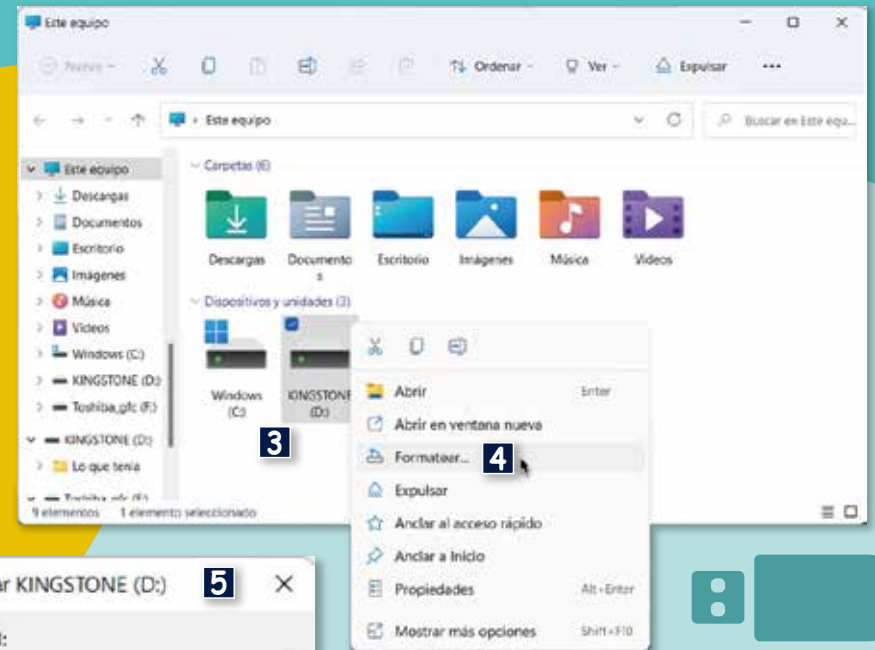 Este equipo
Nuevo
Ordenar
Ver
Expulsar
Este equipo
Buscar en Este equ...
Este equipo
Descargas
Documentos
Escritorio
Imágenes
Música
Videos
Windows (C:)
KINGSTONE (D:)
Toshiba_gfc (F:)
KINGSTONE (D:)
Lo que tenía
Toshiba_gfc (F:)
Carpetas (6)
Descargas
Documento
s
Escritorio
Imágenes
Música
Videos
Dispositivos y unidades (3)
Windows
(C:)
KINGSTONE
(D:)
3
Abrir Enter
Abrir en ventana nueva
Formatear... 4
Expulsar
Anclar al acceso rápido
Anclar a Inicio
Propiedades Alt+Enter
Mostrar más opciones Shift+F10
9 elementos 1 elemento seleccionado
ar KINGSTONE (D:) 5